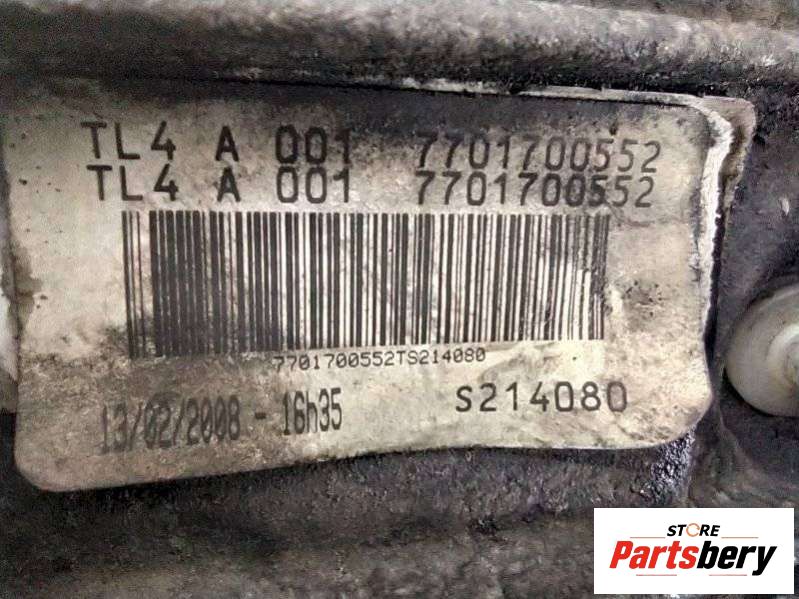 TL4 A 001 7701700552
TL4 A 001 7701700552
7701700552TS214080
13/02/2008 - 16h35 S214080
STORE
Partsbery